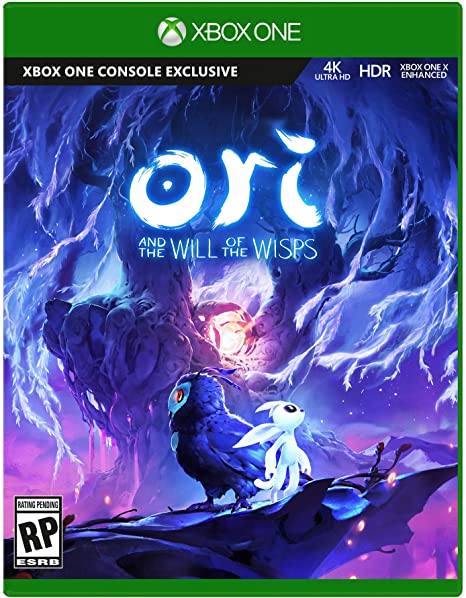 XBOX ONE
XBOX ONE CONSOLE EXCLUSIVE
4K
ULTRA HD
HDR
XBOX ONE X
ENHANCED
ori
AND THE WILL OF THE WISPS
RATING PENDING
RP
ESRB